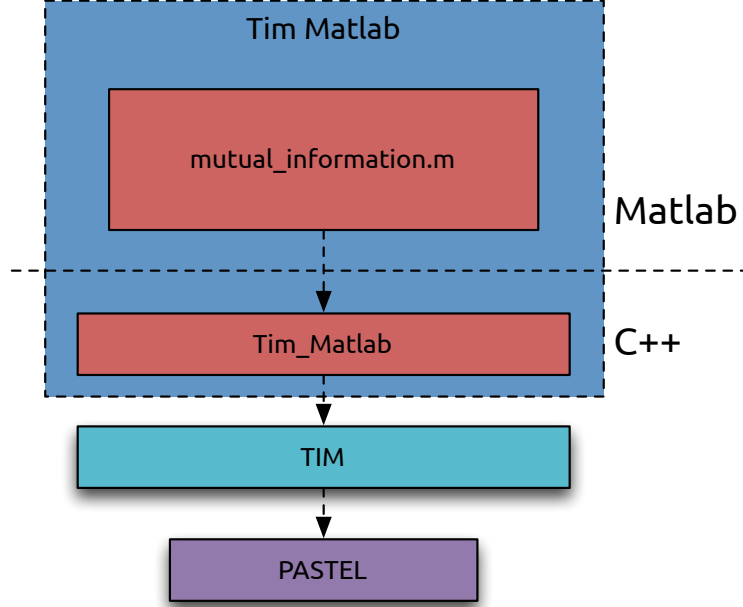 Tim Matlab
mutual_information.m
Matlab
Tim_Matlab
C++
TIM
PASTEL